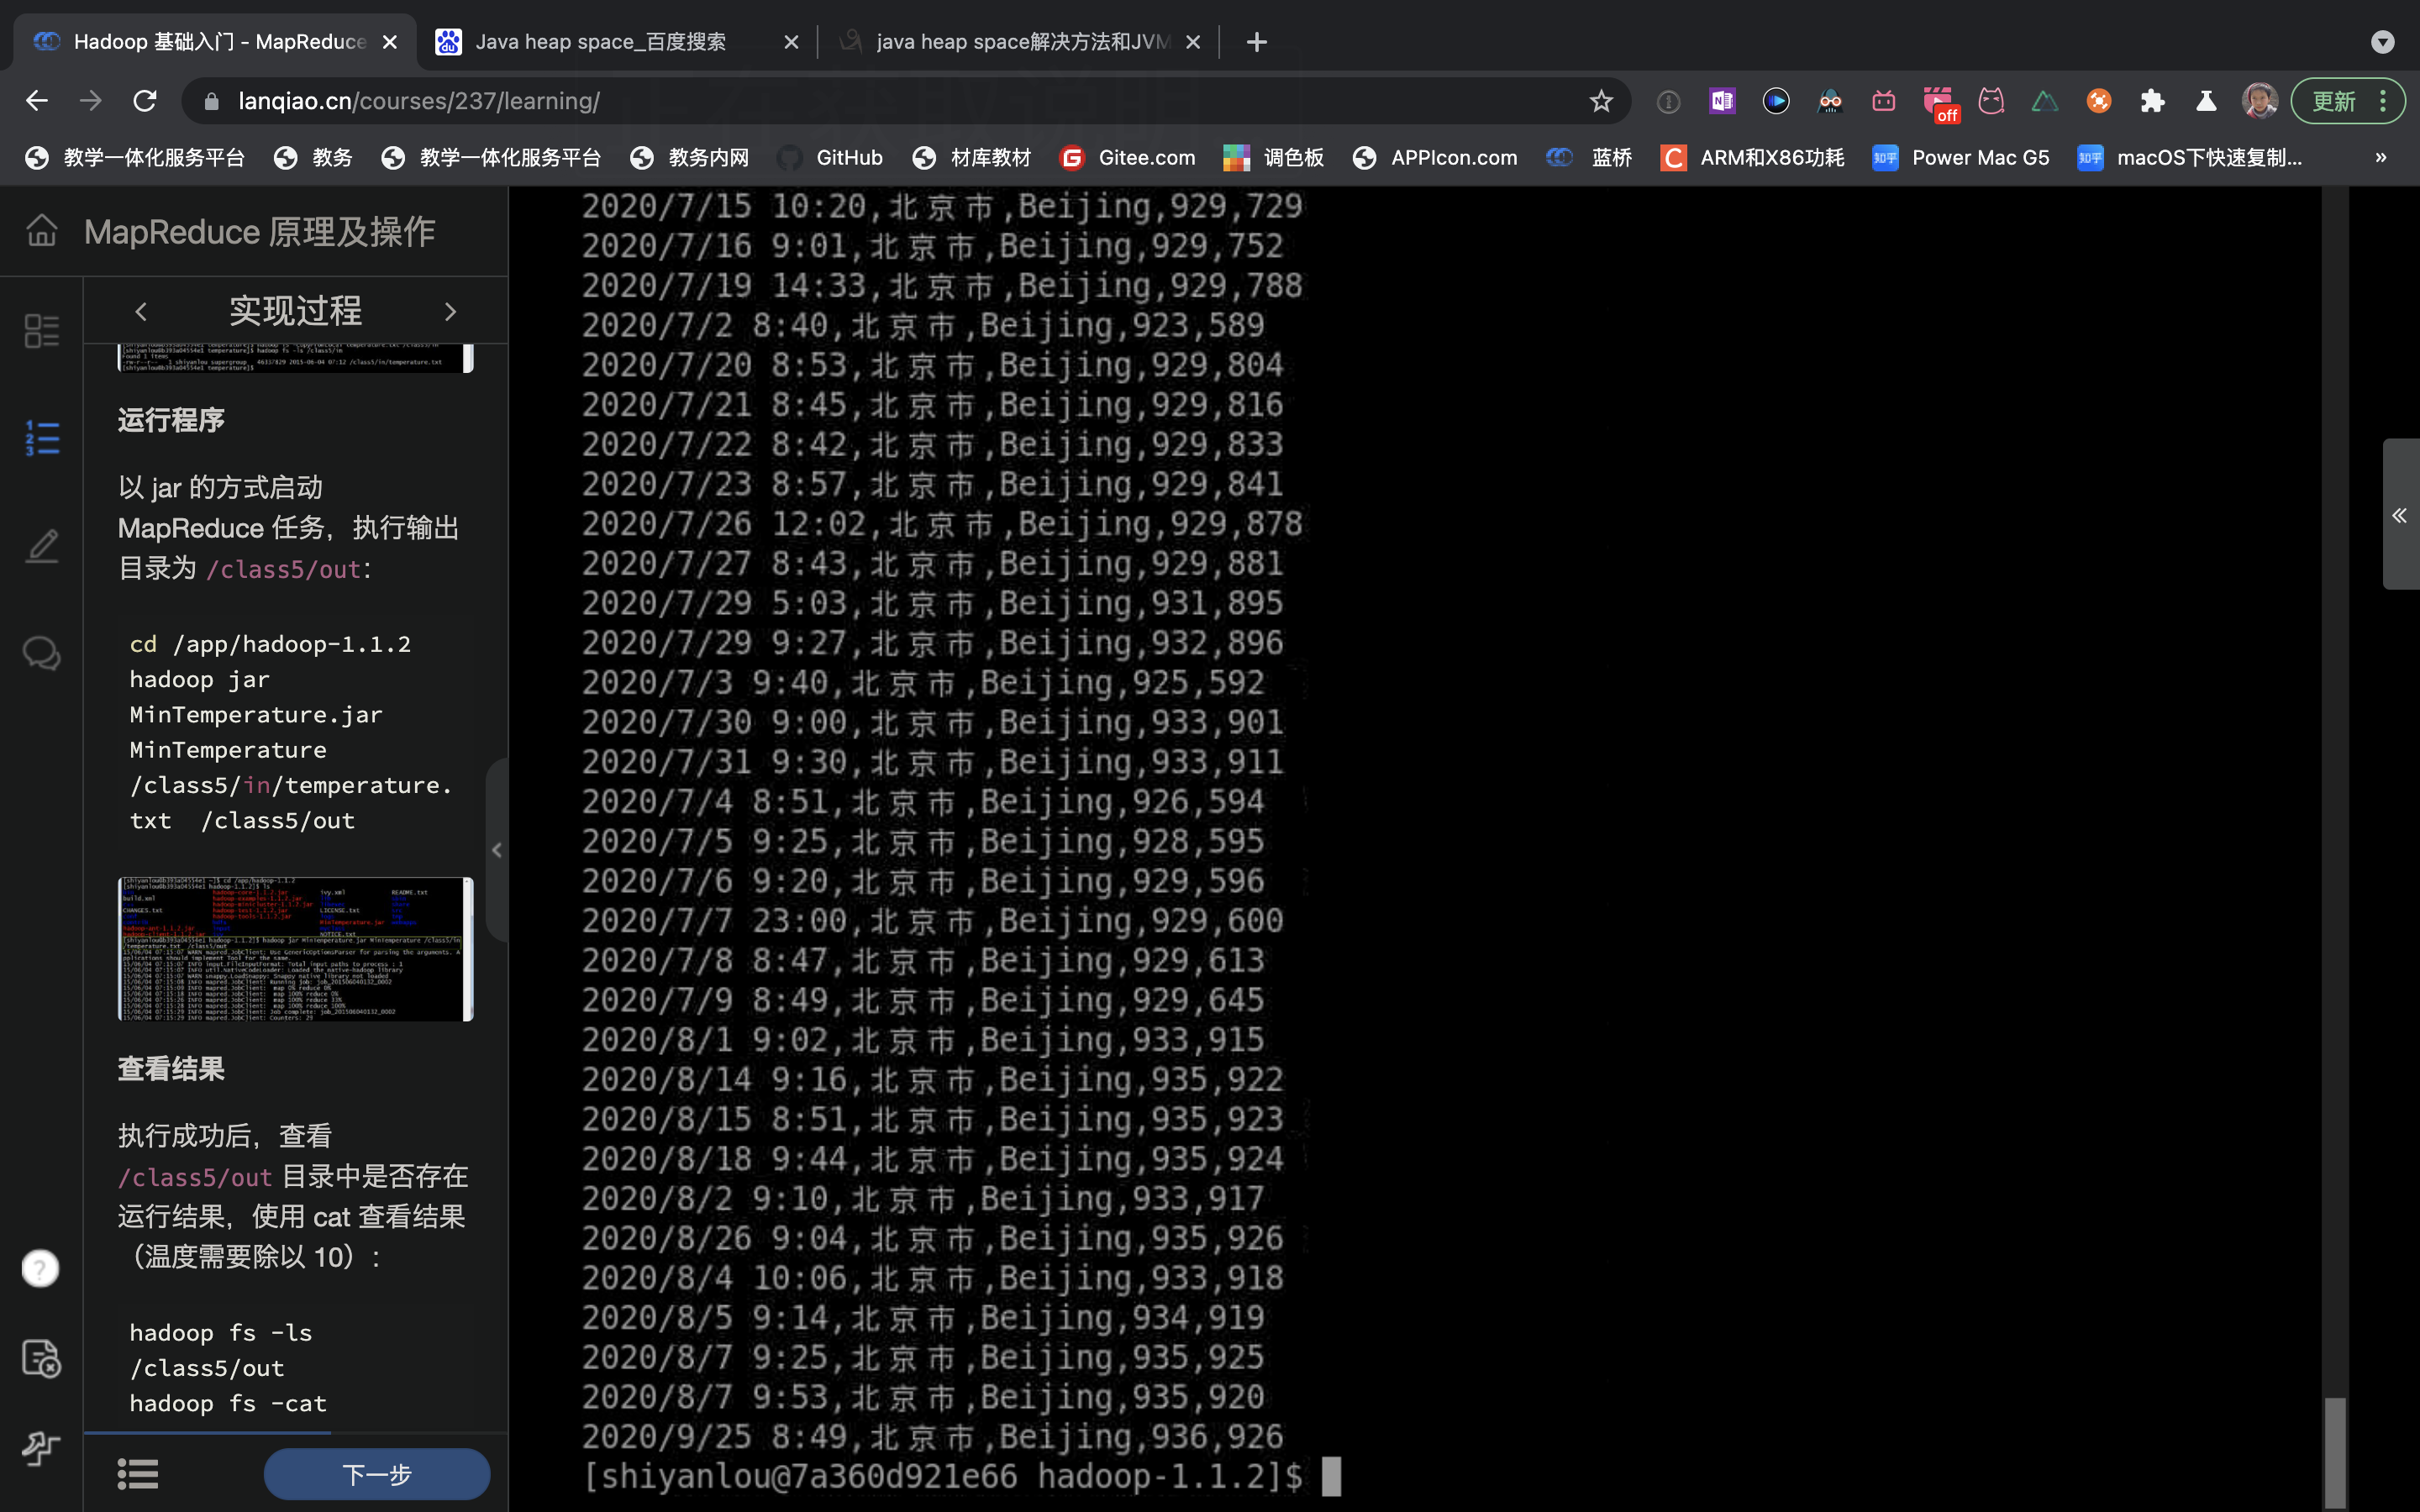 Hadoop 基础入门 - MapReduce
Java heap space_百度搜索
java heap space解决方法和JVM
lanqiao.cn/courses/237/learning/
off
更新
教学一体化服务平台
教务
教学一体化服务平台
教务内网
GitHub
材库教材
Gitee.com
调色板
APPIcon.com
蓝桥
ARM和X86功耗
知乎 Power Mac G5
知乎 macOS下快速复制...
»
MapReduce 原理及操作
实现过程
运行程序
以 jar 的方式启动
MapReduce 任务，执行输出
目录为 /class5/out：
cd /app/hadoop-1.1.2
hadoop jar
MinTemperature.jar
MinTemperature
/class5/in/temperature.
txt  /class5/out
查看结果
执行成功后，查看
/class5/out 目录中是否存在
运行结果，使用 cat 查看结果
（温度需要除以 10）：
hadoop fs -ls
/class5/out
hadoop fs -cat
下一步
2020/7/15 10:20,北京市,Beijing,929,729
2020/7/16 9:01,北京市,Beijing,929,752
2020/7/19 14:33,北京市,Beijing,929,788
2020/7/2 8:40,北京市,Beijing,923,589
2020/7/20 8:53,北京市,Beijing,929,804
2020/7/21 8:45,北京市,Beijing,929,816
2020/7/22 8:42,北京市,Beijing,929,833
2020/7/23 8:57,北京市,Beijing,929,841
2020/7/26 12:02,北京市,Beijing,929,878
2020/7/27 8:43,北京市,Beijing,929,881
2020/7/29 5:03,北京市,Beijing,931,895
2020/7/29 9:27,北京市,Beijing,932,896
2020/7/3 9:40,北京市,Beijing,925,592
2020/7/30 9:00,北京市,Beijing,933,901
2020/7/31 9:30,北京市,Beijing,933,911
2020/7/4 8:51,北京市,Beijing,926,594
2020/7/5 9:25,北京市,Beijing,928,595
2020/7/6 9:20,北京市,Beijing,929,596
2020/7/7 23:00,北京市,Beijing,929,600
2020/7/8 8:47,北京市,Beijing,929,613
2020/7/9 8:49,北京市,Beijing,929,645
2020/8/1 9:02,北京市,Beijing,933,915
2020/8/14 9:16,北京市,Beijing,935,922
2020/8/15 8:51,北京市,Beijing,935,923
2020/8/18 9:44,北京市,Beijing,935,924
2020/8/2 9:10,北京市,Beijing,933,917
2020/8/26 9:04,北京市,Beijing,935,926
2020/8/4 10:06,北京市,Beijing,933,918
2020/8/5 9:14,北京市,Beijing,934,919
2020/8/7 9:25,北京市,Beijing,935,925
2020/8/7 9:53,北京市,Beijing,935,920
2020/9/25 8:49,北京市,Beijing,936,926
[shiyanlou@7a360d921e66 hadoop-1.1.2]$